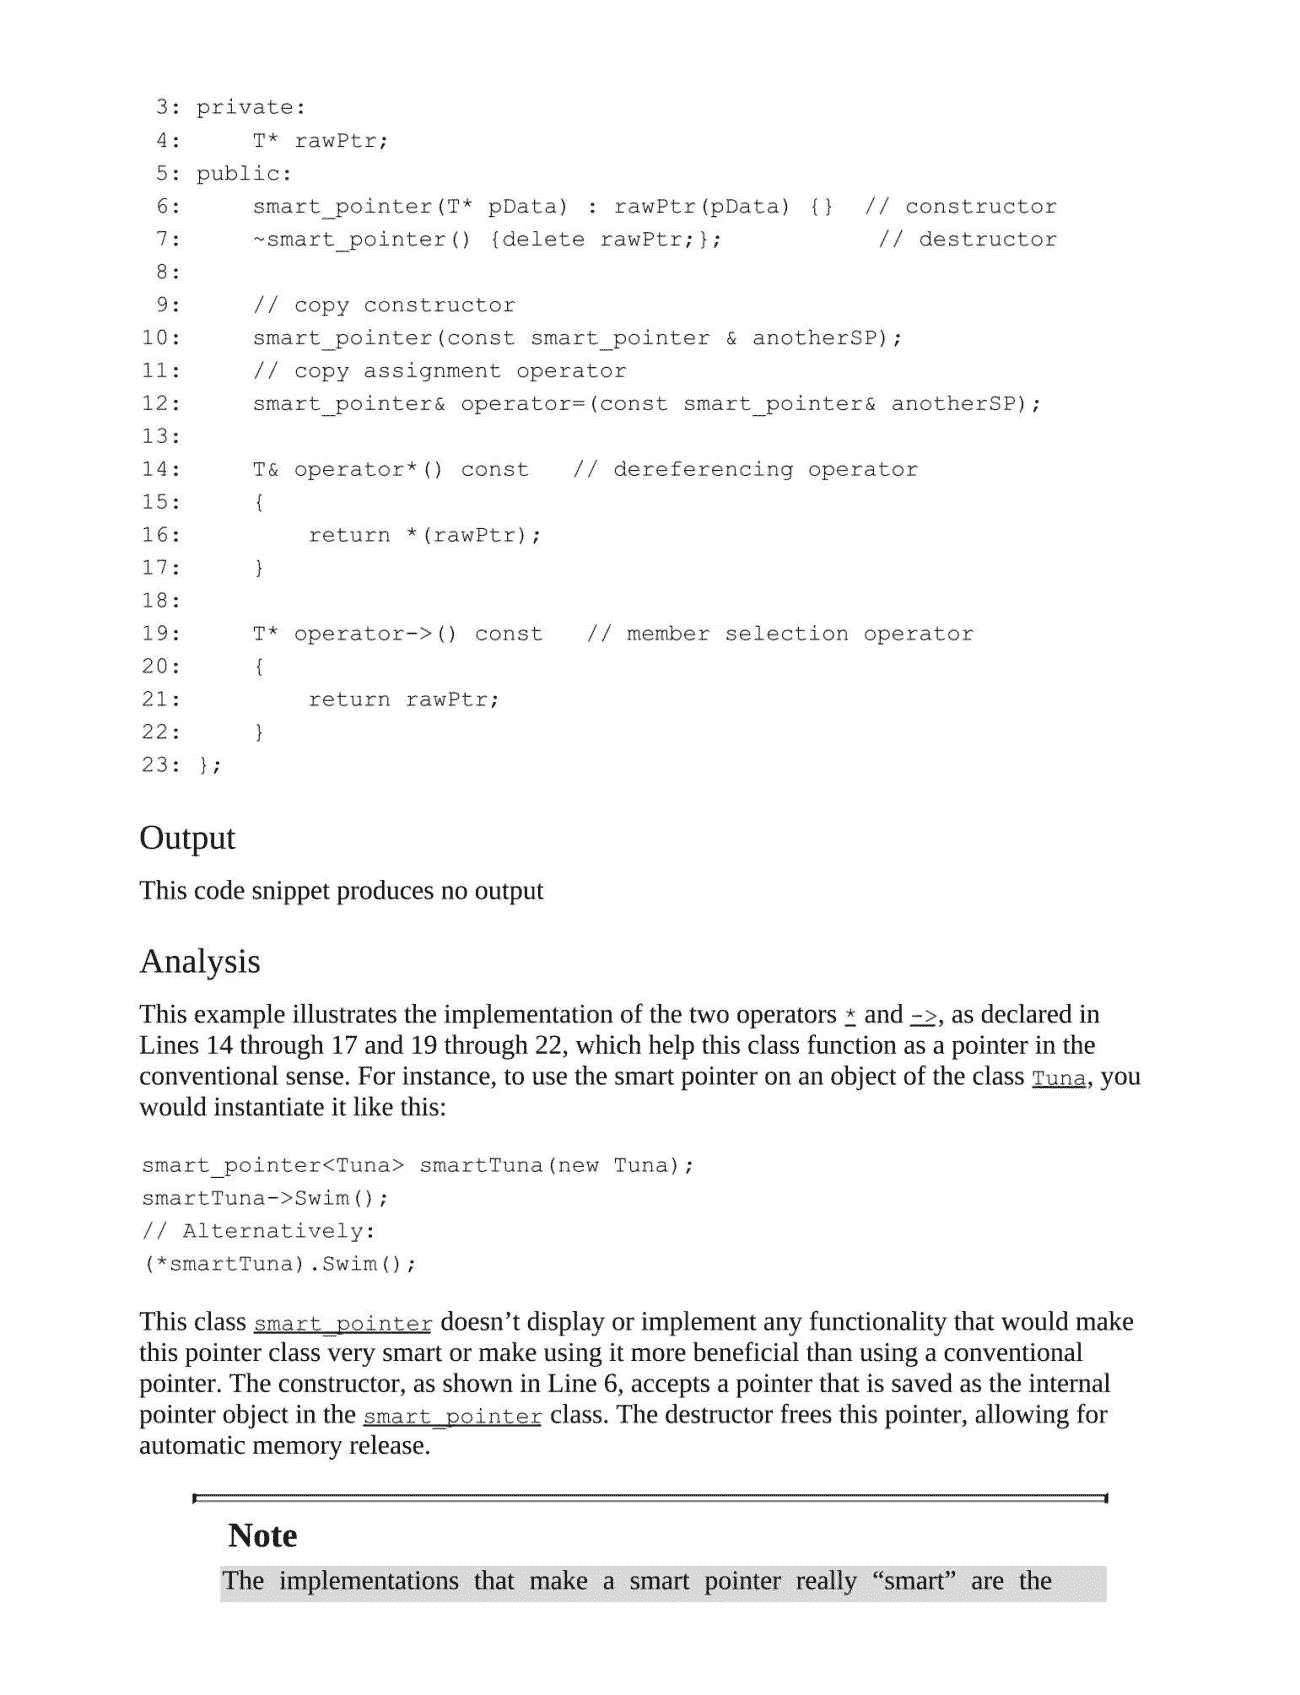 3: private:
4:     T* rawPtr;
5: public:
6:     smart_pointer(T* pData) : rawPtr(pData) {}  // constructor
7:     ~smart_pointer() {delete rawPtr;};           // destructor
8:
9:     // copy constructor
10:     smart_pointer(const smart_pointer & anotherSP);
11:     // copy assignment operator
12:     smart_pointer& operator=(const smart_pointer& anotherSP);
13:
14:     T& operator*() const   // dereferencing operator
15:     {
16:         return *(rawPtr);
17:     }
18:
19:     T* operator->() const   // member selection operator
20:     {
21:         return rawPtr;
22:     }
23: };
Output
This code snippet produces no output
Analysis
This example illustrates the implementation of the two operators * and ->, as declared in
Lines 14 through 17 and 19 through 22, which help this class function as a pointer in the
conventional sense. For instance, to use the smart pointer on an object of the class Tuna, you
would instantiate it like this:
smart_pointer<Tuna> smartTuna(new Tuna);
smartTuna->Swim();
// Alternatively:
(*smartTuna).Swim();
This class smart_pointer doesn’t display or implement any functionality that would make
this pointer class very smart or make using it more beneficial than using a conventional
pointer. The constructor, as shown in Line 6, accepts a pointer that is saved as the internal
pointer object in the smart_pointer class. The destructor frees this pointer, allowing for
automatic memory release.
Note
The implementations that make a smart pointer really “smart” are the